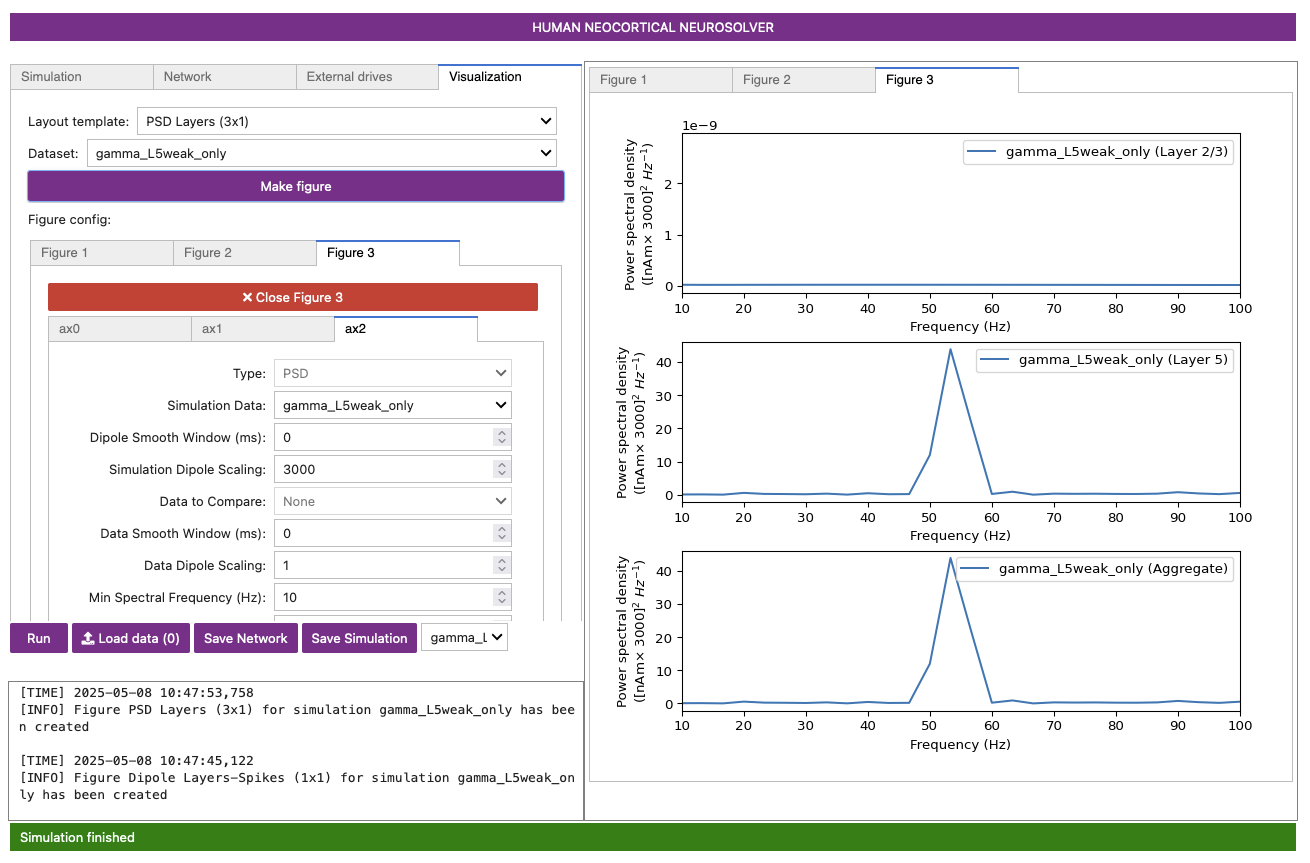 HUMAN NEOCORTICAL NEUROSOLVER
Simulation
Network
External drives
Visualization
Layout template:
PSD Layers (3x1)
Dataset:
gamma_L5weak_only
Make figure
Figure config:
Figure 1
Figure 2
Figure 3
Close Figure 3
ax0
ax1
ax2
Type:
PSD
Simulation Data:
gamma_L5weak_only
Dipole Smooth Window (ms):
0
Simulation Dipole Scaling:
3000
Data to Compare:
None
Data Smooth Window (ms):
0
Data Dipole Scaling:
1
Min Spectral Frequency (Hz):
10
Run
Load data (0)
Save Network
Save Simulation
gamma_L
[TIME] 2025-05-08 10:47:53,758
[INFO] Figure PSD Layers (3x1) for simulation gamma_L5weak_only has bee
n created
[TIME] 2025-05-08 10:47:45,122
[INFO] Figure Dipole Layers-Spikes (1x1) for simulation gamma_L5weak_on
ly has been created
Figure 1
Figure 2
Figure 3
1e−9
Power spectral density
([nAm× 3000]² Hz⁻¹)
2
1
0
gamma_L5weak_only (Layer 2/3)
10 20 30 40 50 60 70 80 90 100
Frequency (Hz)
Power spectral density
([nAm× 3000]² Hz⁻¹)
40
30
20
10
0
gamma_L5weak_only (Layer 5)
10 20 30 40 50 60 70 80 90 100
Frequency (Hz)
Power spectral density
([nAm× 3000]² Hz⁻¹)
40
30
20
10
0
gamma_L5weak_only (Aggregate)
10 20 30 40 50 60 70 80 90 100
Frequency (Hz)
Simulation finished